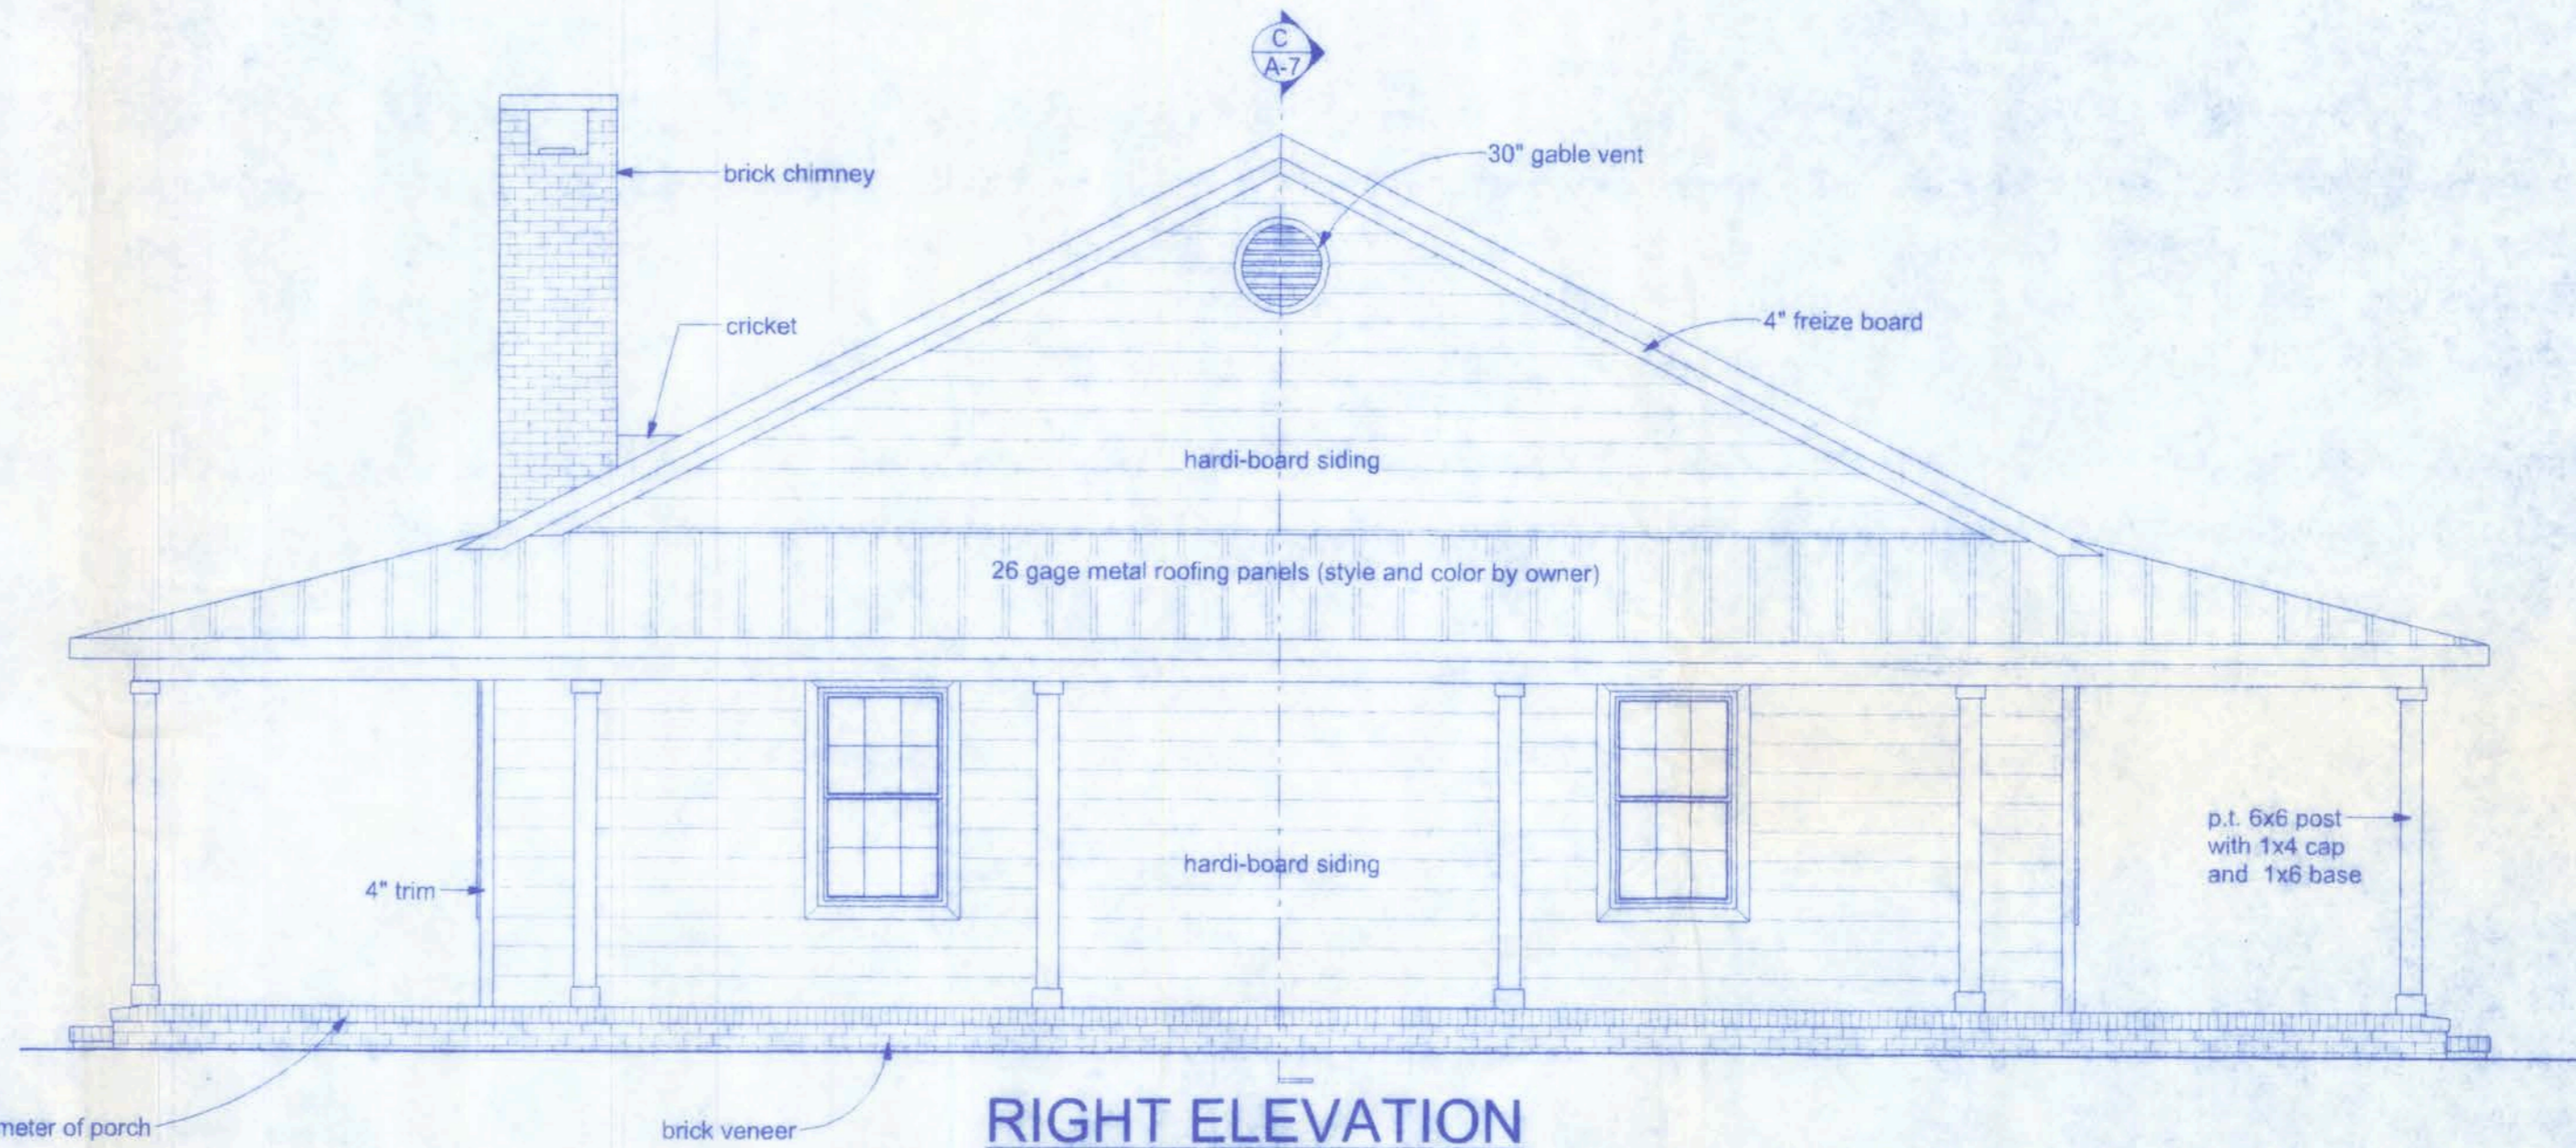 C
A-7
30" gable vent
brick chimney
4" freize board
cricket
hardi-board siding
26 gage metal roofing panels (style and color by owner)
p.t. 6x6 post
with 1x4 cap
and 1x6 base
hardi-board siding
4" trim
of porch
brick veneer
RIGHT ELEVATION